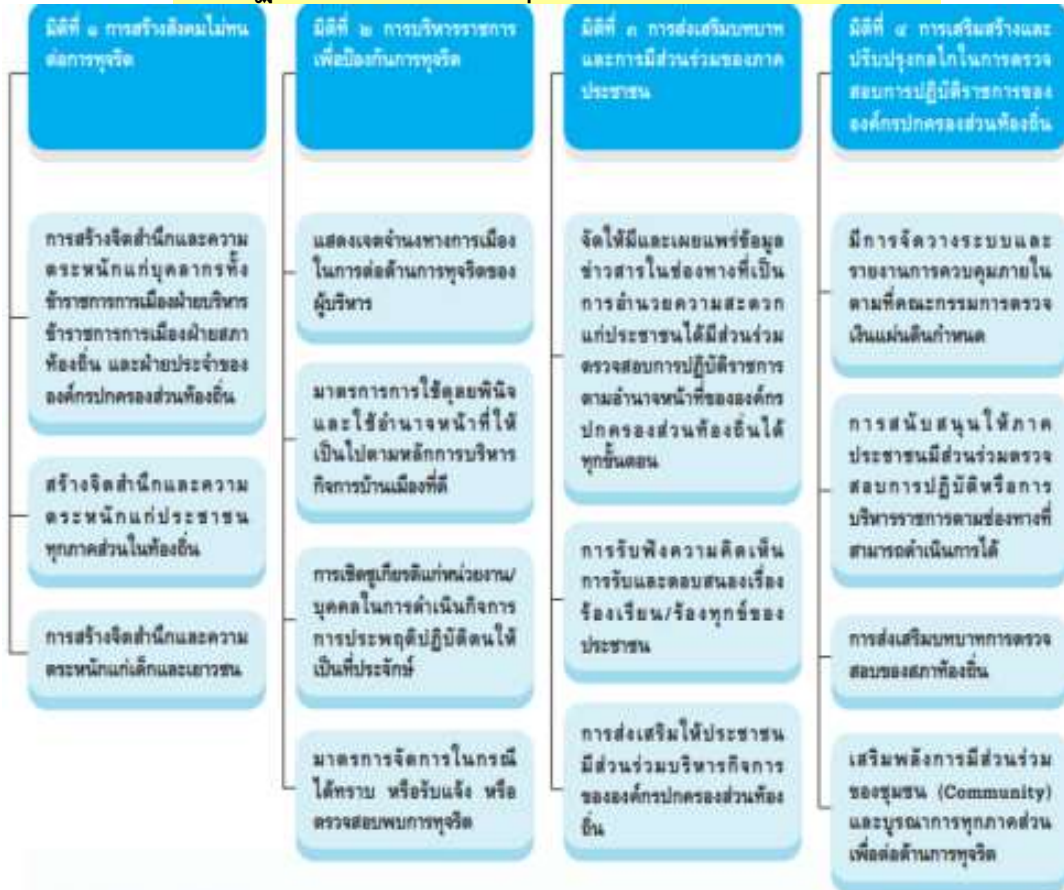 มิติที่ ๑ การสร้างสังคมไม่ทน
ต่อการทุจริต
การสร้างจิตสำนึกและความ
ตระหนักแก่บุคลากรทั้ง
ข้าราชการการเมืองฝ่ายบริหาร
ข้าราชการการเมืองฝ่ายสภา
ท้องถิ่น และฝ่ายประจำของ
องค์กรปกครองส่วนท้องถิ่น
สร้างจิตสำนึกและความ
ตระหนักแก่ประชาชน
ทุกภาคส่วนในท้องถิ่น
การสร้างจิตสำนึกและความ
ตระหนักแก่เด็กและเยาวชน
มิติที่ ๒ การบริหารราชการ
เพื่อป้องกันการทุจริต
แสดงเจตจำนงทางการเมือง
ในการต่อต้านการทุจริตของ
ผู้บริหาร
มาตรการการใช้ดุลยพินิจ
และใช้อำนาจหน้าที่ให้
เป็นไปตามหลักการบริหาร
กิจการบ้านเมืองที่ดี
การเชิดชูเกียรติแก่หน่วยงาน/
บุคคลในการดำเนินกิจการ
การประพฤติปฏิบัติตนให้
เป็นที่ประจักษ์
มาตรการจัดการในกรณี
ได้ทราบ หรือรับแจ้ง หรือ
ตรวจสอบพบการทุจริต
มิติที่ ๓ การส่งเสริมบทบาท
และการมีส่วนร่วมของภาค
ประชาชน
จัดให้มีและเผยแพร่ข้อมูล
ข่าวสารในช่องทางที่เป็น
การอำนวยความสะดวก
แก่ประชาชนได้มีส่วนร่วม
ตรวจสอบการปฏิบัติราชการ
ตามอำนาจหน้าที่ขององค์กร
ปกครองส่วนท้องถิ่นได้
ทุกขั้นตอน
การรับฟังความคิดเห็น
การรับและตอบสนองเรื่อง
ร้องเรียน/ร้องทุกข์ของ
ประชาชน
การส่งเสริมให้ประชาชน
มีส่วนร่วมบริหารกิจการ
ขององค์กรปกครองส่วนท้อง
ถิ่น
มิติที่ ๔ การเสริมสร้างและ
ปรับปรุงกลไกในการตรวจ
สอบการปฏิบัติราชการของ
องค์กรปกครองส่วนท้องถิ่น
มีการจัดวางระบบและ
รายงานการควบคุมภายใน
ตามที่คณะกรรมการตรวจ
เงินแผ่นดินกำหนด
การสนับสนุนให้ภาค
ประชาชนมีส่วนร่วมตรวจ
สอบการปฏิบัติหรือการ
บริหารราชการตามช่องทางที่
สามารถดำเนินการได้
การส่งเสริมบทบาทการตรวจ
สอบของสภาท้องถิ่น
เสริมพลังการมีส่วนร่วม
ของชุมชน (Community)
และบูรณาการทุกภาคส่วน
เพื่อต่อต้านการทุจริต